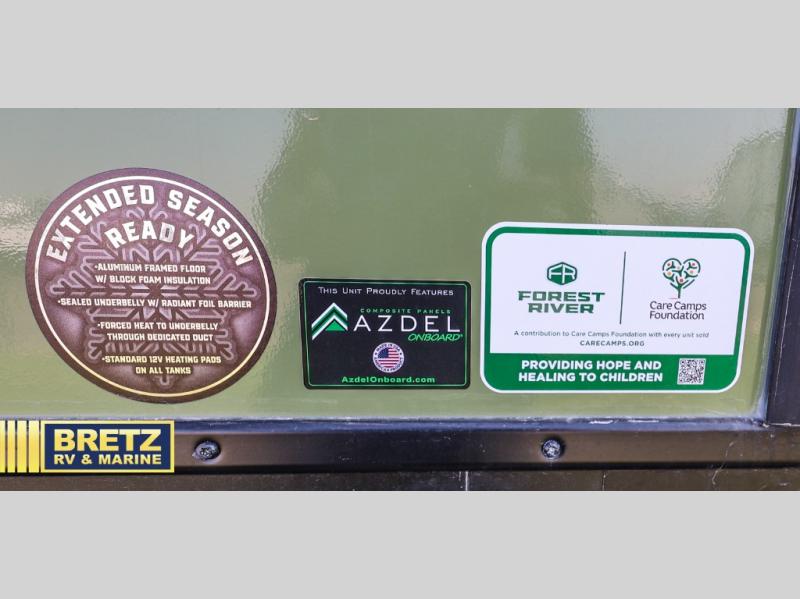 EXTENDED SEASON
READY
•ALUMINUM FRAMED FLOOR
W/ BLOCK FOAM INSULATION
•SEALED UNDERBELLY W/ RADIANT FOIL BARRIER
•FORCED HEAT TO UNDERBELLY
THROUGH DEDICATED DUCT
•STANDARD 12V HEATING PADS
ON ALL TANKS
This Unit Proudly Features
COMPOSITE PANELS
AZDEL
ONBOARD®
AzdelOnboard.com
FOREST
RIVER
Care Camps
Foundation
A contribution to Care Camps Foundation with every unit sold
CARECAMPS.ORG
PROVIDING HOPE AND
HEALING TO CHILDREN
BRETZ
RV & MARINE